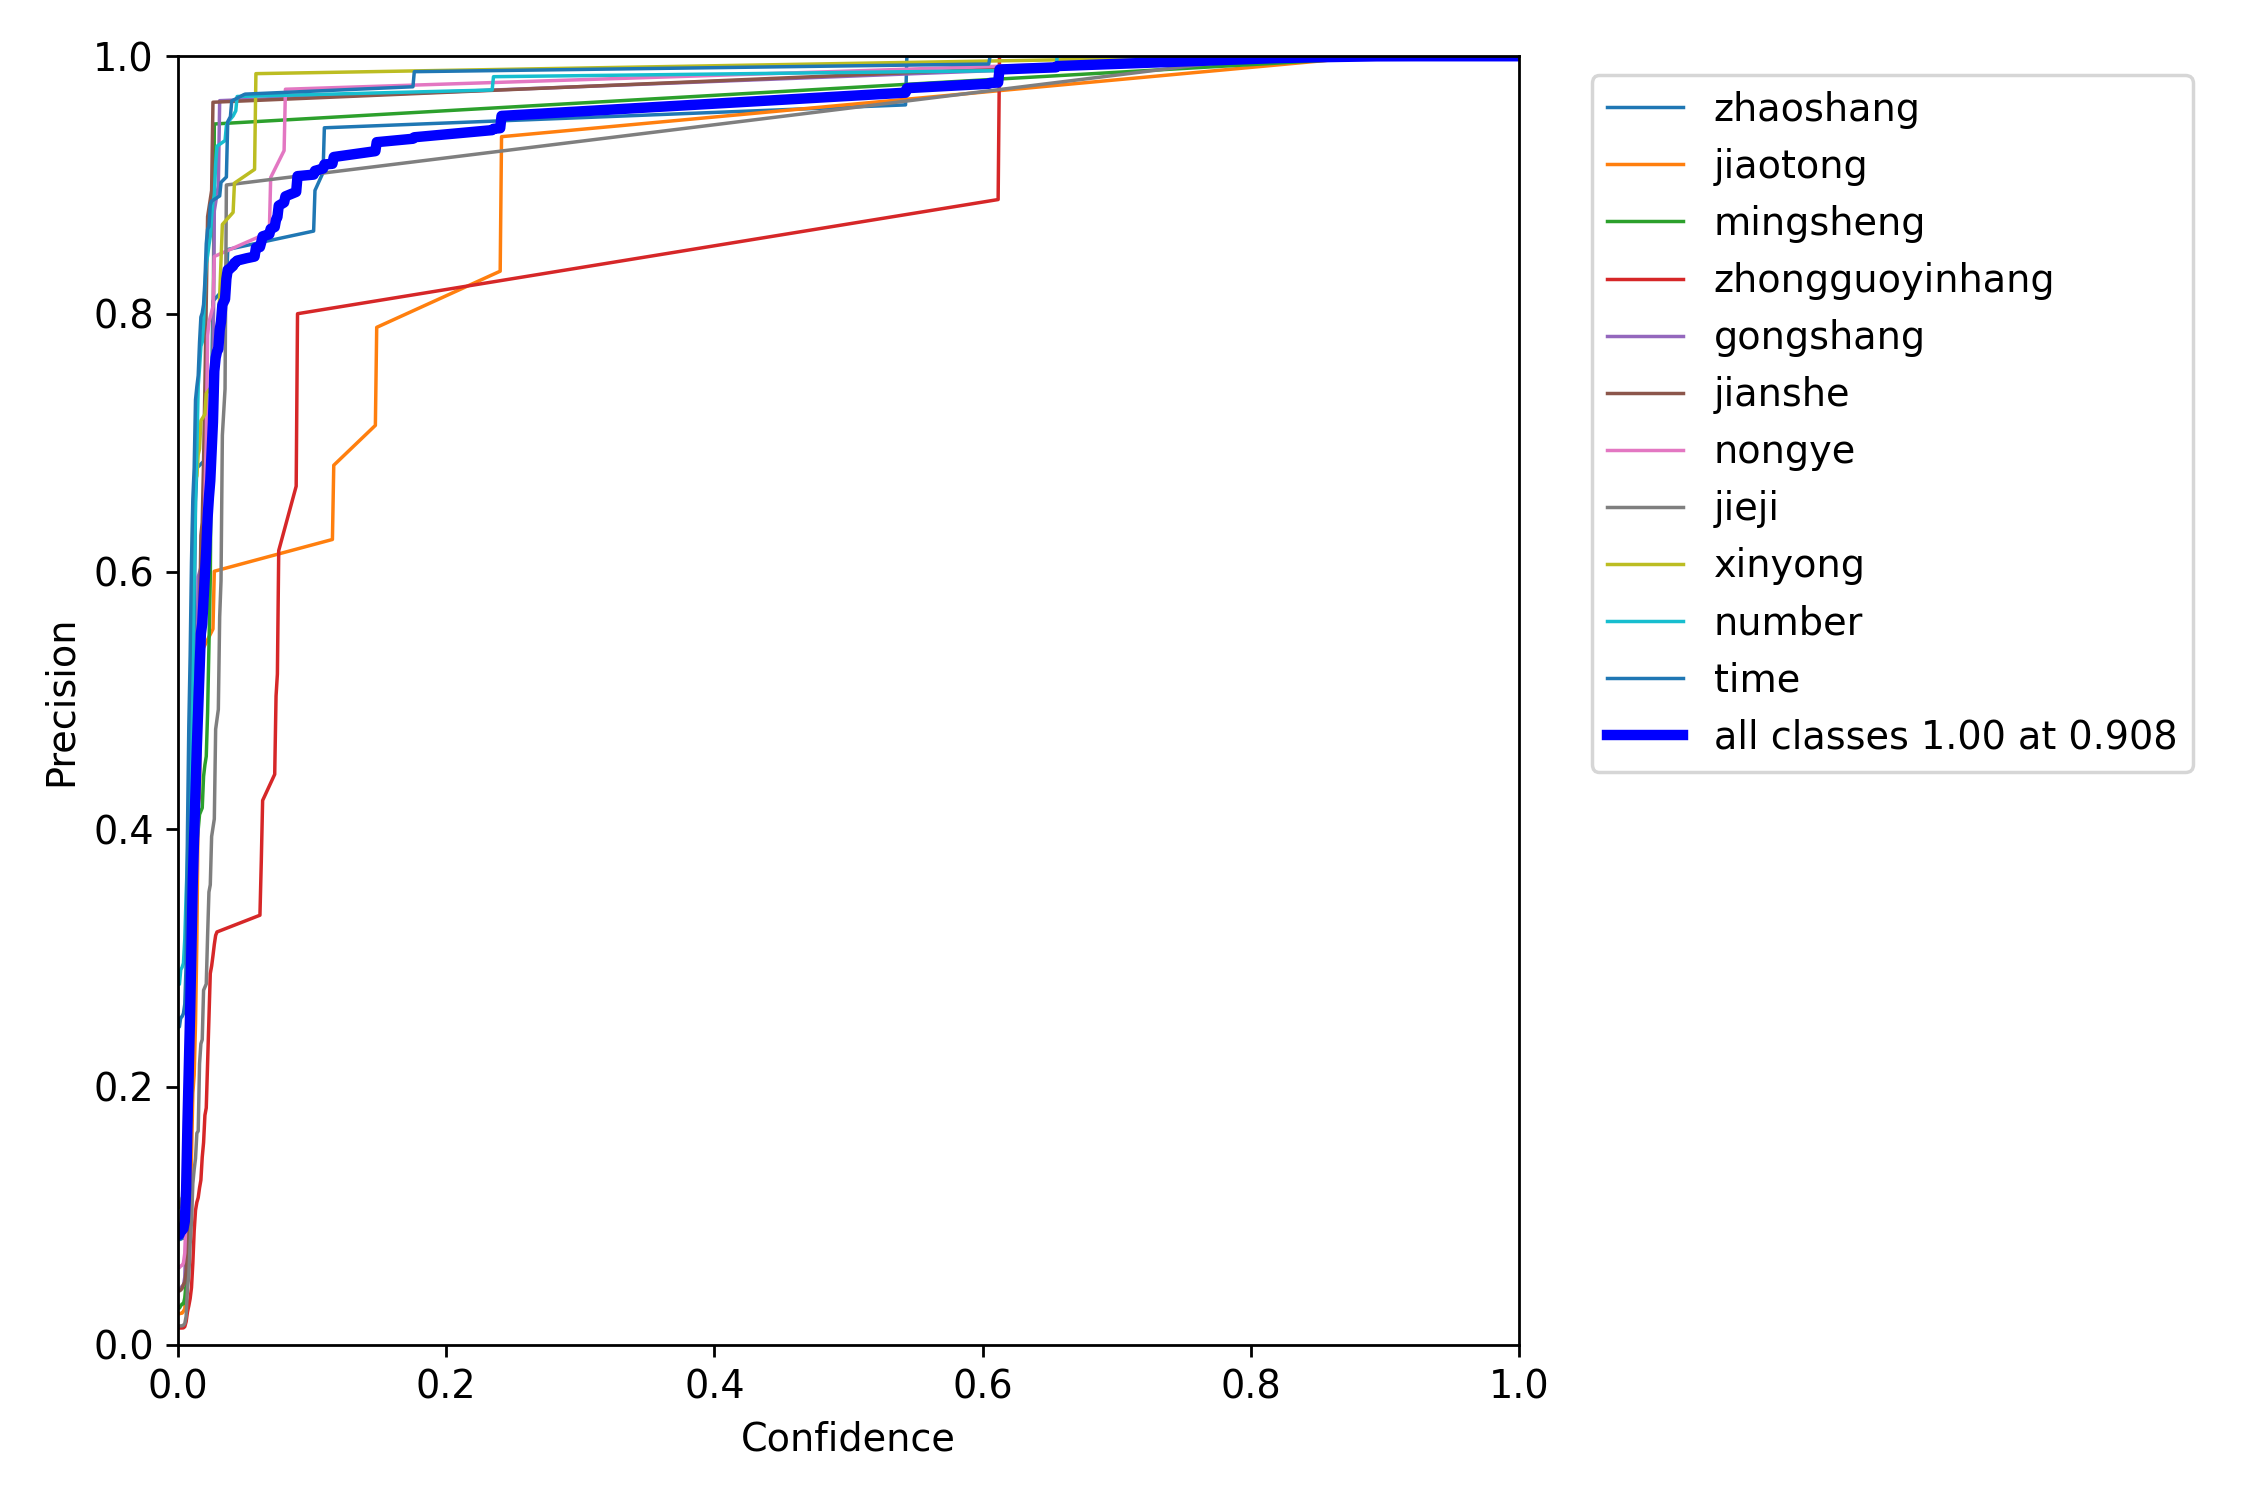 1.0
0.8
0.6
0.4
0.2
0.0
0.0 0.2 0.4 0.6 0.8 1.0
Precision
Confidence
zhaoshang
jiaotong
mingsheng
zhongguoyinhang
gongshang
jianshe
nongye
jieji
xinyong
number
time
all classes 1.00 at 0.908